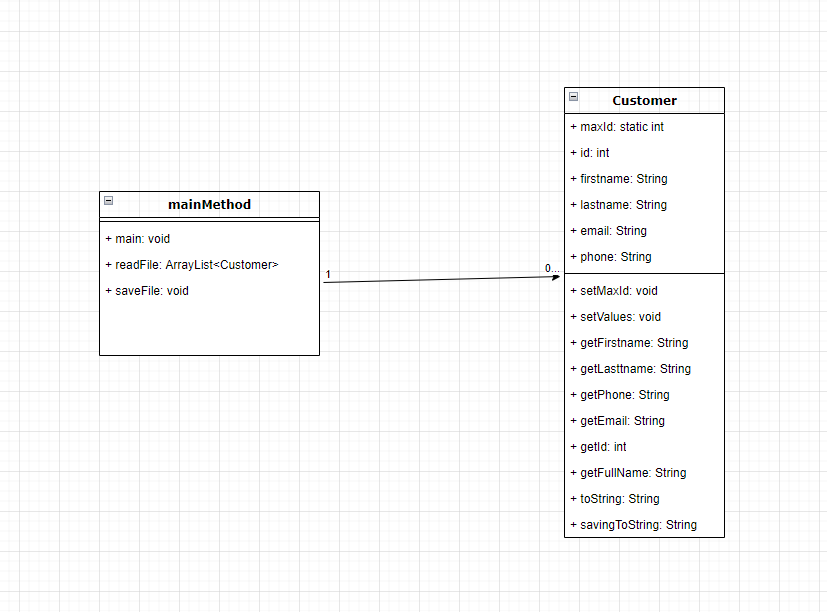 mainMethod
+ main: void
+ readFile: ArrayList<Customer>
+ saveFile: void
1
0...
Customer
+ maxId: static int
+ id: int
+ firstname: String
+ lastname: String
+ email: String
+ phone: String
+ setMaxId: void
+ setValues: void
+ getFirstname: String
+ getLasttname: String
+ getPhone: String
+ getEmail: String
+ getId: int
+ getFullName: String
+ toString: String
+ savingToString: String